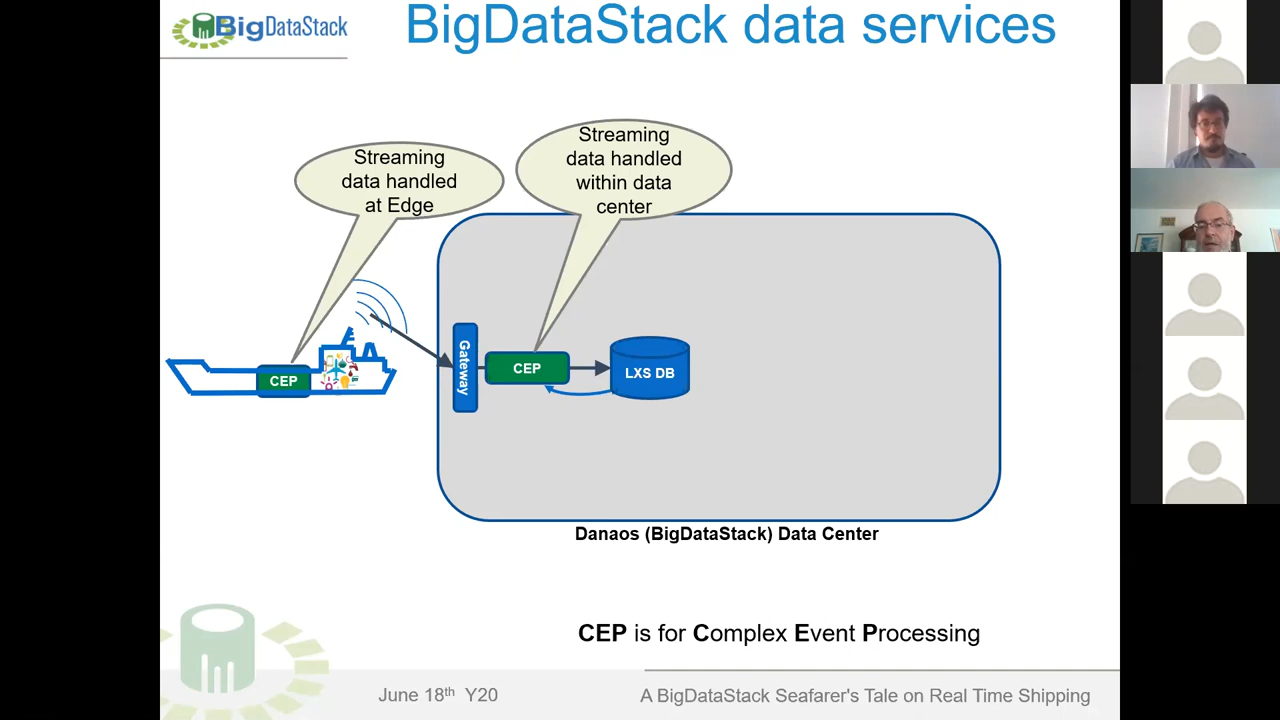 BigDataStack
BigDataStack data services
Streaming
data handled
at Edge
Streaming
data handled
within data
center
Gateway
CEP
CEP
LXS DB
Danaos (BigDataStack) Data Center
CEP is for Complex Event Processing
June 18th Y20
A BigDataStack Seafarer's Tale on Real Time Shipping